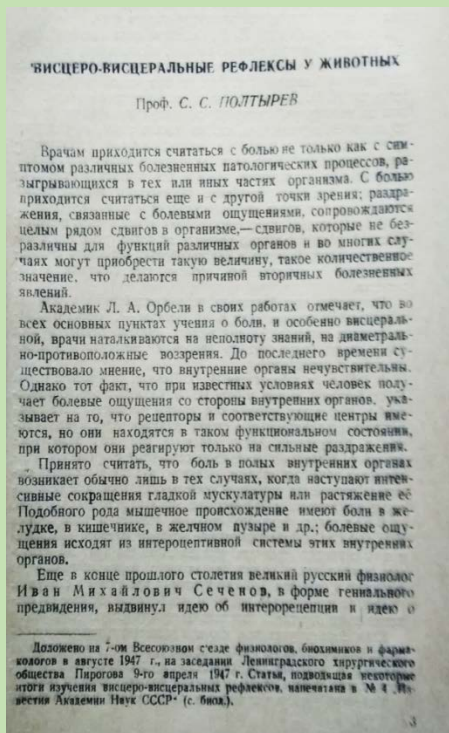 ВИСЦЕРО-ВИСЦЕРАЛЬНЫЕ РЕФЛЕКСЫ У ЖИВОТНЫХ
Проф. С. С. ПОЛТЫРЕВ
Врачам приходится считаться с болью не только как с сим-
птомом различных болезненных патологических процессов, ра-
зыгрывающихся в тех или иных частях организма. С болью
приходится считаться еще и с другой точки зрения; раздра-
жения, связанные с болевыми ощущениями, сопровождаются
целым рядом сдвигов в организме,— сдвигов, которые не без-
различны для функций различных органов и во многих слу-
чаях могут приобрести такую величину, такое количественное
значение, что делаются причиной вторичных болезненных
явлений.
Академик Л. А. Орбели в своих работах отмечает, что во
всех основных пунктах учения о боли, и особенно висцераль-
ной, врачи наталкиваются на неполноту знаний, на диаметраль-
но-противоположные воззрения. До последнего времени су-
ществовало мнение, что внутренние органы нечувствительны.
Однако тот факт, что при известных условиях человек полу-
чает болевые ощущения со стороны внутренних органов, ука-
зывает на то, что рецепторы и соответствующие центры име-
ются, но они находятся в таком функциональном состоянии,
при котором они реагируют только на сильные раздражения.
Принято считать, что боль в полых внутренних органах
возникает обычно лишь в тех случаях, когда наступают интен-
сивные сокращения гладкой мускулатуры или растяжение её
Подобного рода мышечное происхождение имеют боли в же-
лудке, в кишечнике, в желчном пузыре и др.; болевые ощу-
щения исходят из интероцептивной системы этих внутренних
органов.
Еще в конце прошлого столетия великий русский физиолог
Иван Михайлович Сеченов, в форме гениального
предвидения, выдвинул идею об интерорецепции и идею о
Доложено на 7-ом Всесоюзном съезде физиологов, биохимиков и фарма-
кологов в августе 1947 г., на заседании Ленинградского хирургического
общества Пирогова 9-го апреля 1947 г. Статья, подводящая некоторые
итоги изучения висцеро-висцеральных рефлексов, напечатана в № 4 „Из-
вестия Академии Наук СССР“ (с. биол.).
3